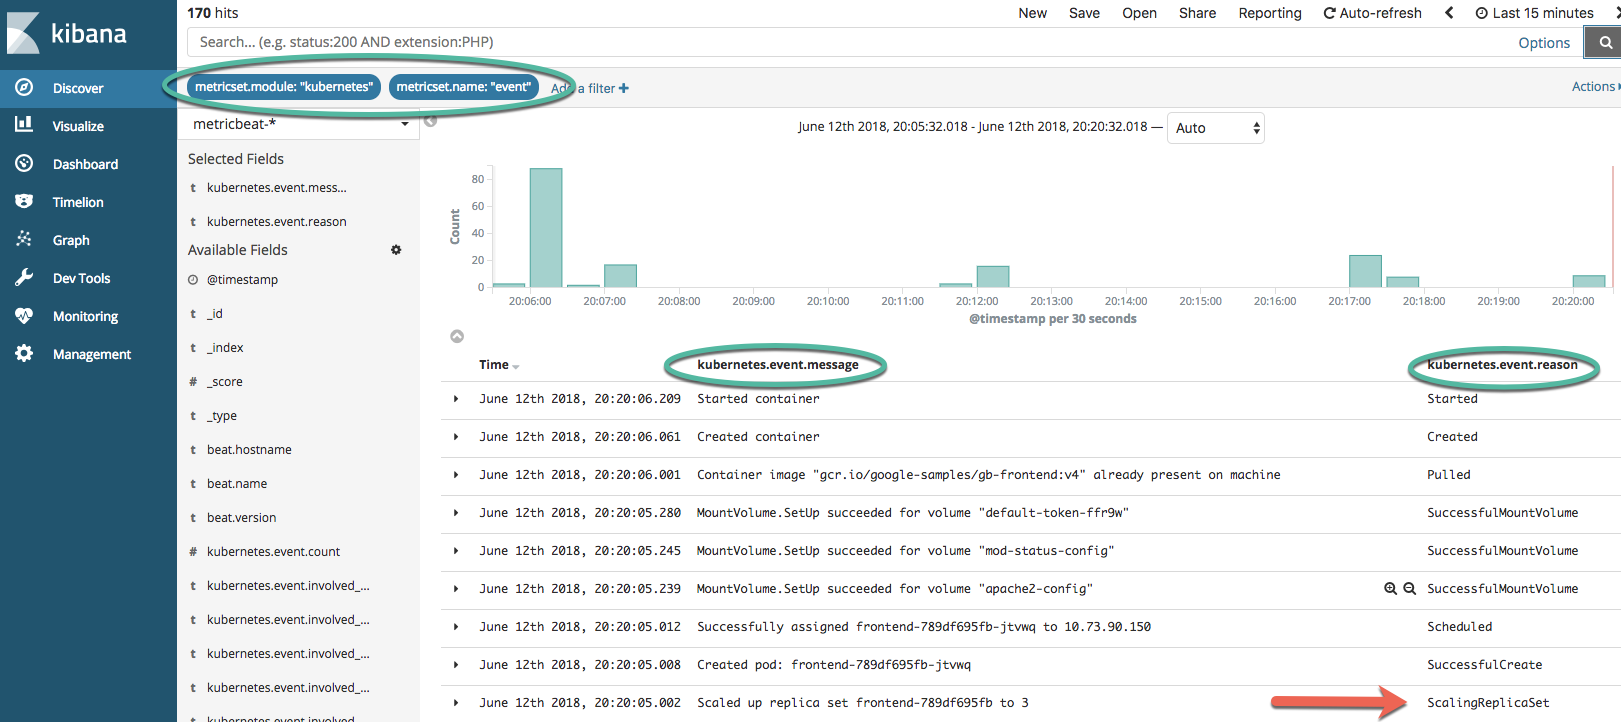 kibana
Discover
Visualize
Dashboard
Timelion
Graph
Dev Tools
Monitoring
Management
170 hits
New Save Open Share Reporting Auto-refresh Last 15 minutes
Search... (e.g. status:200 AND extension:PHP)
Options
metricset.module: "kubernetes" metricset.name: "event" Add a filter
Actions
metricbeat-*
Selected Fields
t kubernetes.event.mess...
t kubernetes.event.reason
Available Fields
@timestamp
t _id
t _index
# _score
t _type
t beat.hostname
t beat.name
t beat.version
# kubernetes.event.count
t kubernetes.event.involved_...
t kubernetes.event.involved_...
t kubernetes.event.involved_...
t kubernetes.event.involved_...
June 12th 2018, 20:05:32.018 - June 12th 2018, 20:20:32.018 — Auto
Count
80
60
40
20
0
20:06:00 20:07:00 20:08:00 20:09:00 20:10:00 20:11:00 20:12:00 20:13:00 20:14:00 20:15:00 20:16:00 20:17:00 20:18:00 20:19:00 20:20:00
@timestamp per 30 seconds
Time kubernetes.event.message kubernetes.event.reason
June 12th 2018, 20:20:06.209 Started container Started
June 12th 2018, 20:20:06.061 Created container Created
June 12th 2018, 20:20:06.001 Container image "gcr.io/google-samples/gb-frontend:v4" already present on machine Pulled
June 12th 2018, 20:20:05.280 MountVolume.SetUp succeeded for volume "default-token-ffr9w" SuccessfulMountVolume
June 12th 2018, 20:20:05.245 MountVolume.SetUp succeeded for volume "mod-status-config" SuccessfulMountVolume
June 12th 2018, 20:20:05.239 MountVolume.SetUp succeeded for volume "apache2-config" SuccessfulMountVolume
June 12th 2018, 20:20:05.012 Successfully assigned frontend-789df695fb-jtvwq to 10.73.90.150 Scheduled
June 12th 2018, 20:20:05.008 Created pod: frontend-789df695fb-jtvwq SuccessfulCreate
June 12th 2018, 20:20:05.002 Scaled up replica set frontend-789df695fb to 3 ScalingReplicaSet